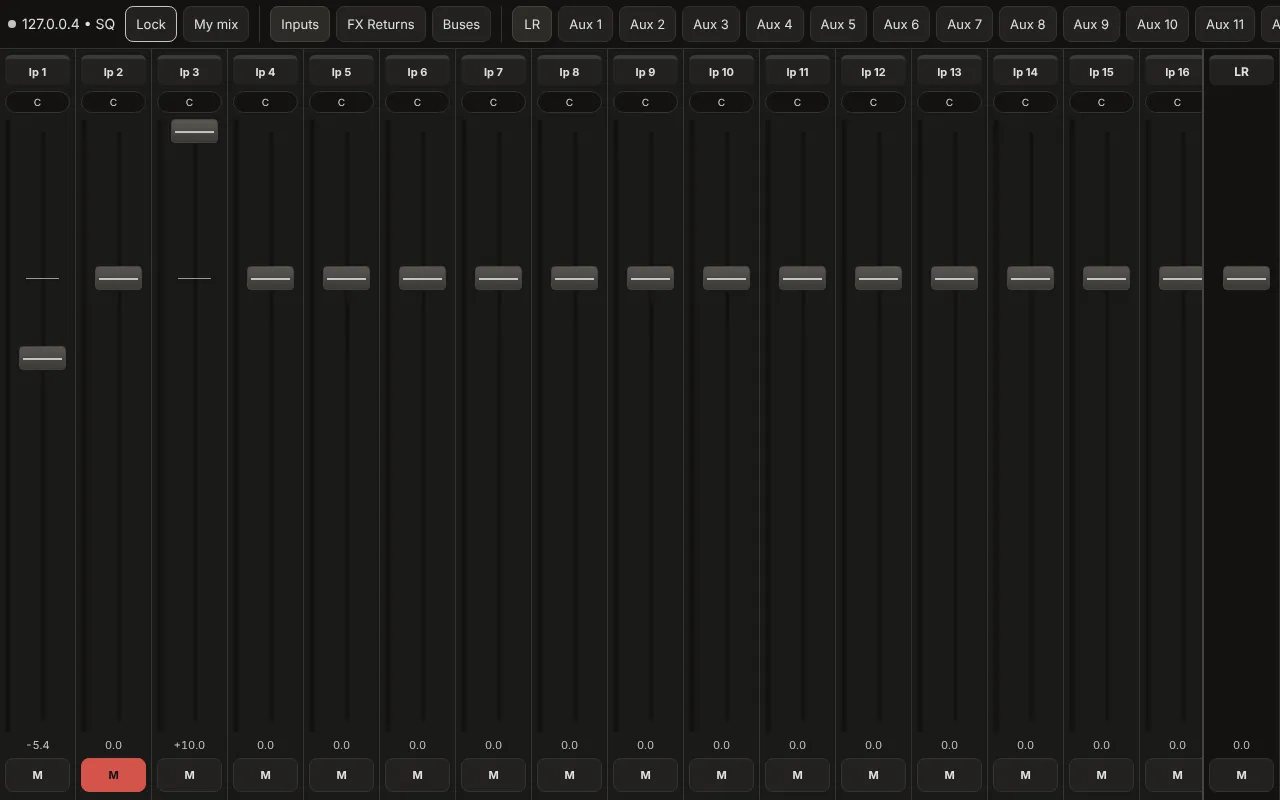 127.0.0.4 • SQ Lock My mix Inputs FX Returns Buses LR Aux 1 Aux 2 Aux 3 Aux 4 Aux 5 Aux 6 Aux 7 Aux 8 Aux 9 Aux 10 Aux 11
Ip 1 Ip 2 Ip 3 Ip 4 Ip 5 Ip 6 Ip 7 Ip 8 Ip 9 Ip 10 Ip 11 Ip 12 Ip 13 Ip 14 Ip 15 Ip 16 LR
C C C C C C C C C C C C C C C C
-5.4 0.0 +10.0 0.0 0.0 0.0 0.0 0.0 0.0 0.0 0.0 0.0 0.0 0.0 0.0 0.0 0.0
M M M M M M M M M M M M M M M M M